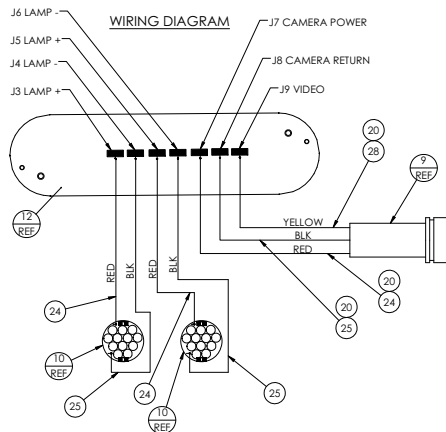 WIRING DIAGRAM
J6 LAMP -
J5 LAMP +
J4 LAMP -
J3 LAMP +
J7 CAMERA POWER
J8 CAMERA RETURN
J9 VIDEO
20
28
9
REF
12
REF
YELLOW
BLK
RED
RED
BLK
RED
BLK
20
24
20
25
24
10
REF
25
24
10
REF
25